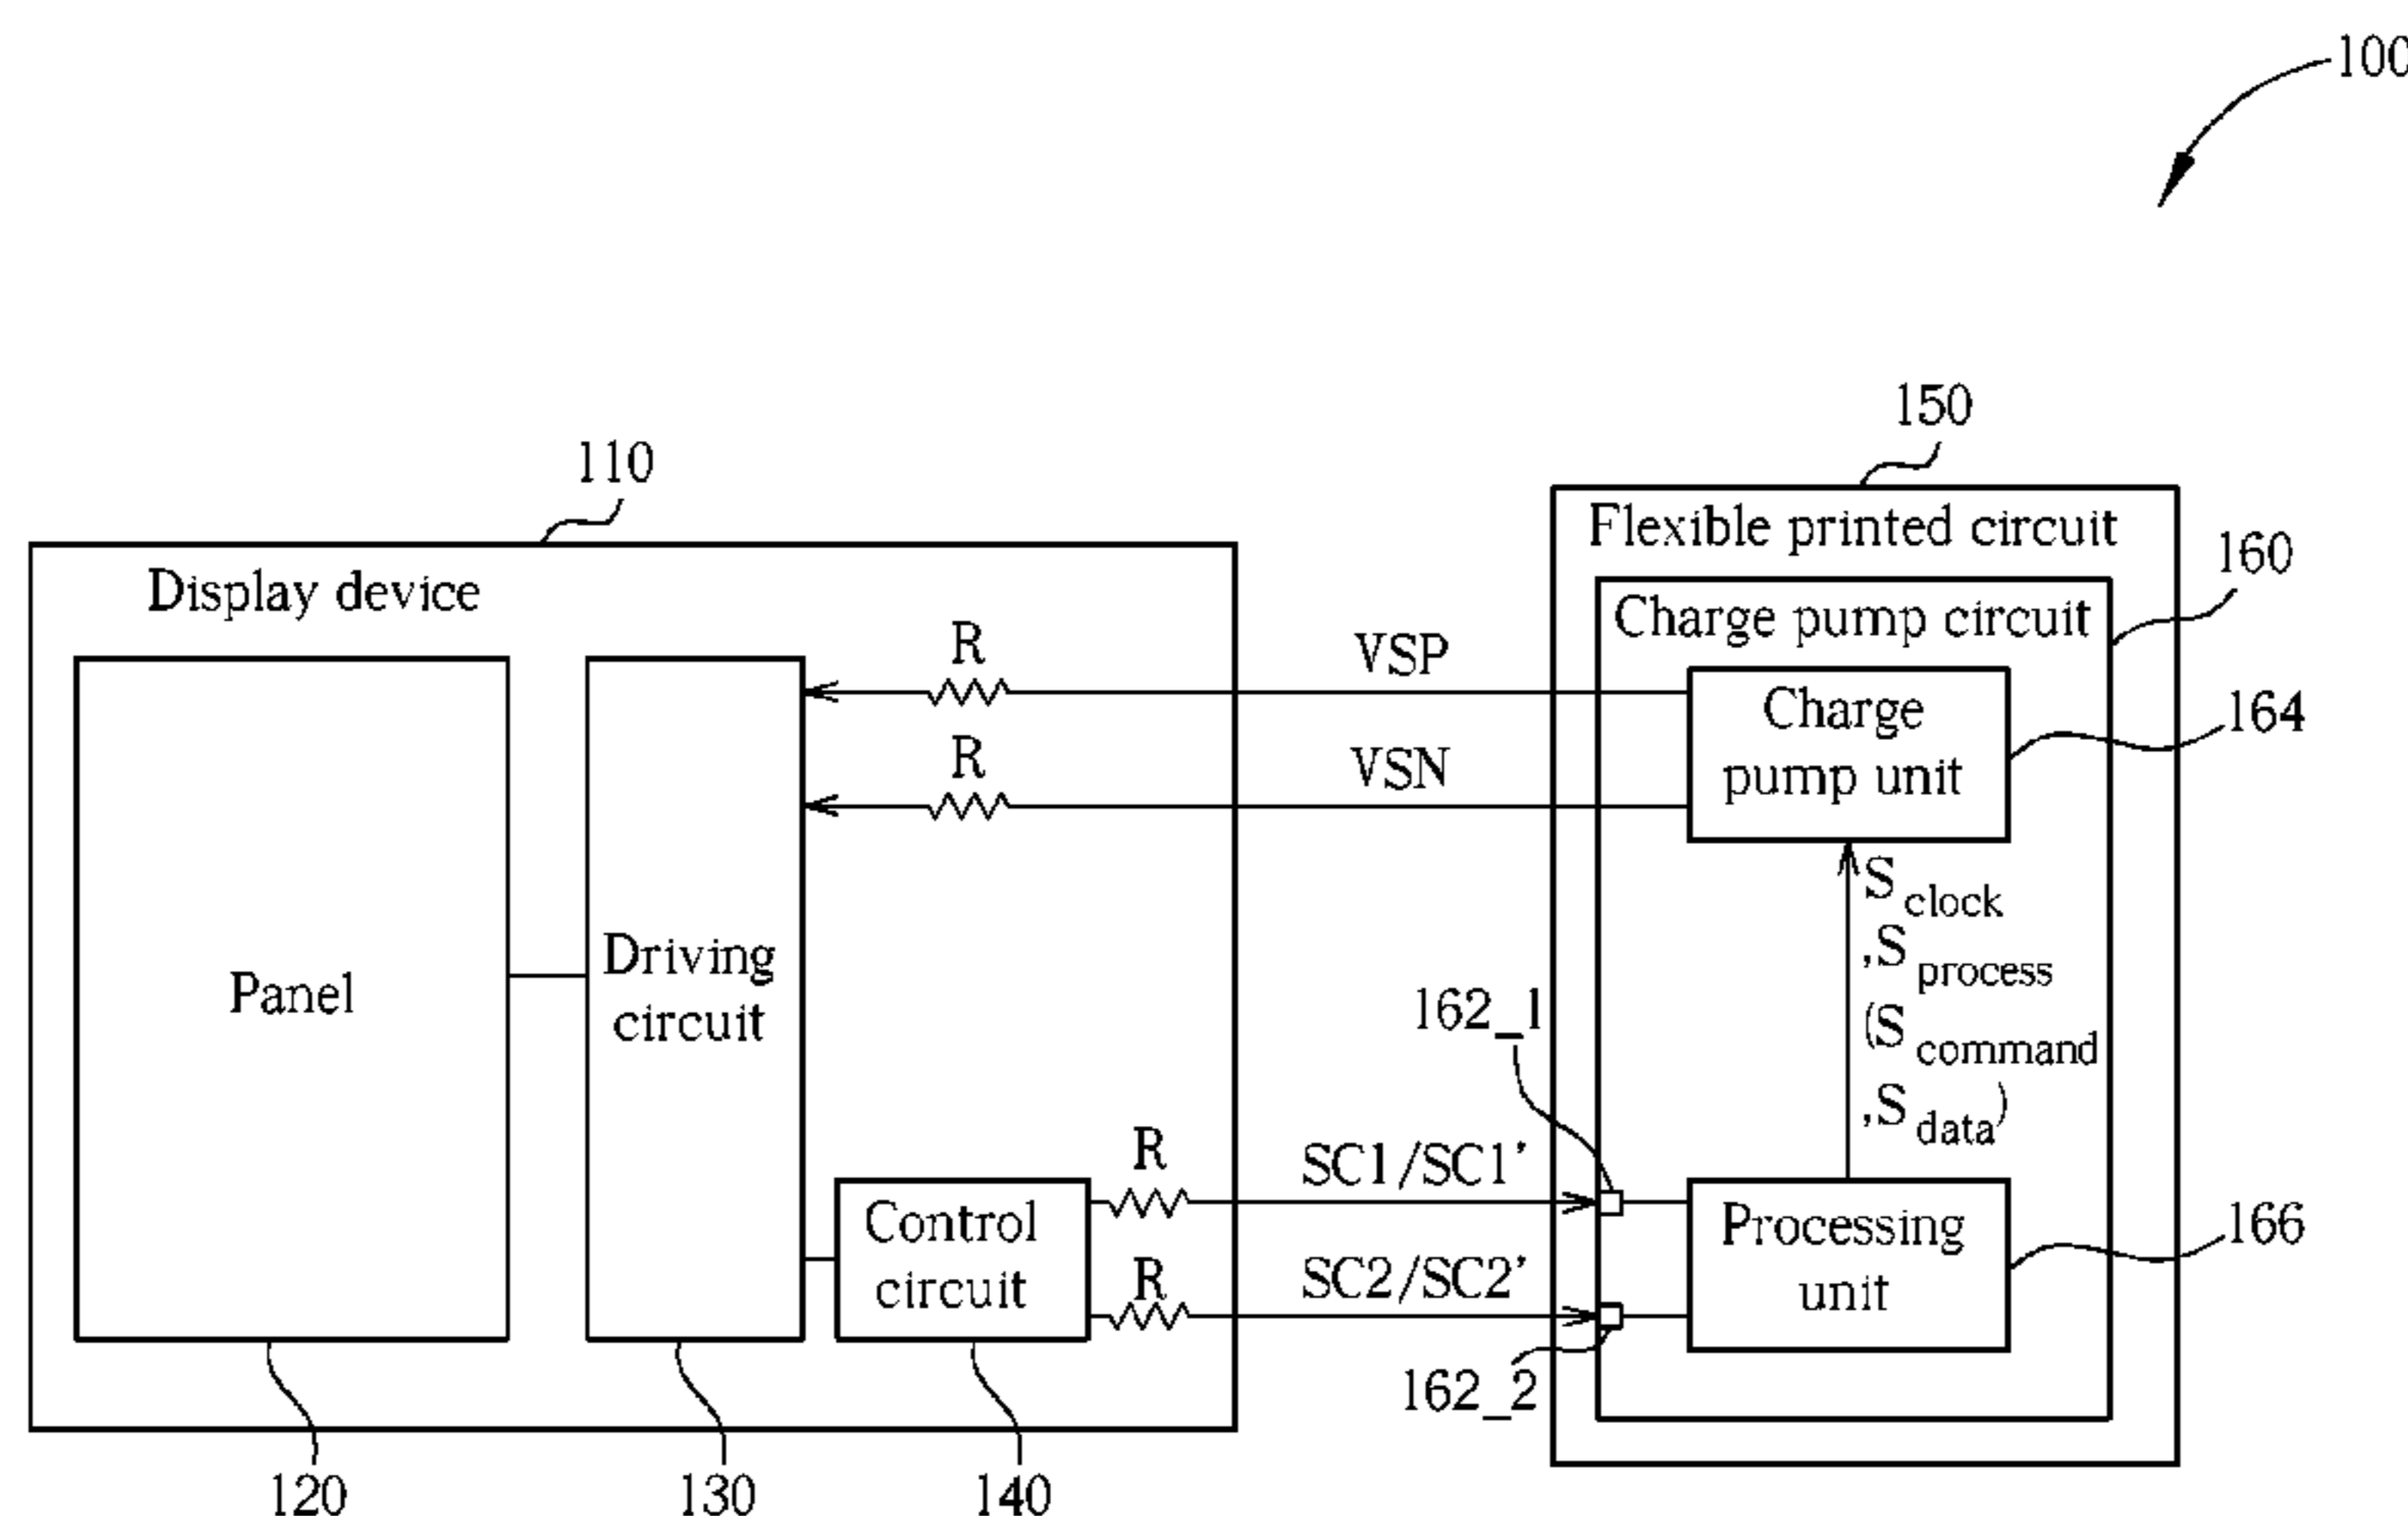 100
150
110
Flexible printed circuit
160
Display device
Charge pump circuit
R
VSP
Charge
pump unit
164
R
VSN
S clock
,S process
(S command
,S data)
Driving
circuit
Panel
162_1
R
SC1/SC1’
Control
circuit
Processing
unit
166
R
SC2/SC2’
162_2
120
130
140